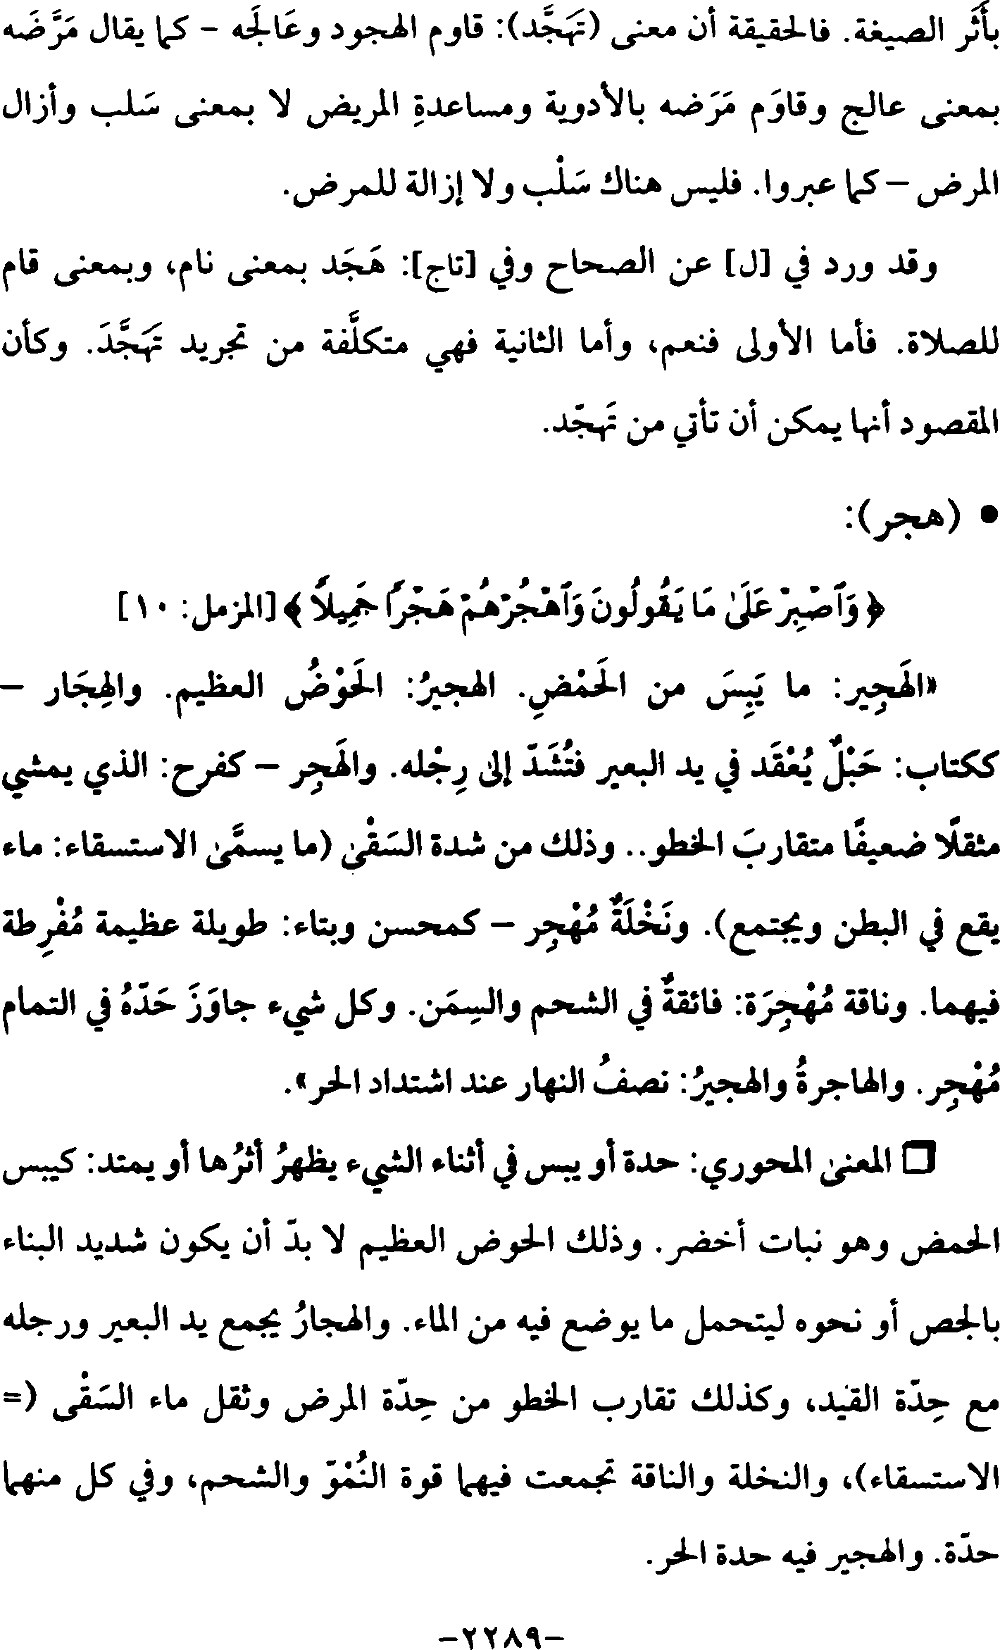 بأَثَر الصيغة. فالحقيقة أن معنى (تَهَجَّد): قاوم الهجود وعَالَجه - كما يقال مَرَّضَه
بمعنى عالج وقاوَم مَرَضه بالأدوية ومساعدةِ المريض لا بمعنى سَلب وأزال
المرض – كما عبروا. فليس هناك سَلْب ولا إزالة للمرض.
وقد ورد في [ل] عن الصحاح وفي [تاج]: هَجَد بمعنى نام، وبمعنى قام
للصلاة. فأما الأولى فنعم، وأما الثانية فهي متكلَّفة من تجريد تَهَجَّدَ. وكأن
المقصود أنها يمكن أن تأتي من تَهجّد.
• (هجر):
﴿ وَٱصْبِرْ عَلَىٰ مَا يَقُولُونَ وَٱهْجُرْهُمْ هَجْرًا جَمِيلًا ﴾ [المزمل: ١٠]
«الهَجِير: ما يَبِسَ من الحَمْضِ. الهجيرُ: الحَوْضُ العظيم. والهِجَار –
ككتاب: حَبْلٌ يُعْقَد في يد البعير فتُشَدّ إلى رِجْله. والهَجِر – كفرح: الذي يمشي
مثقلًا ضعيفًا متقاربَ الخطو.. وذلك من شدة السَقْى (ما يسمَّى الاستسقاء: ماء
يقع في البطن ويجتمع). ونَخْلَةٌ مُهْجِر – كمحسن وبتاء: طويلة عظيمة مُفْرِطة
فيهما. وناقة مُهْجِرَة: فائقةٌ في الشحم والسِمَن. وكل شيء جاوَزَ حَدّهُ في التمام
مُهْجِر. والهاجرةُ والهجيرُ: نصفُ النهار عند اشتداد الحر».
❒ المعنى المحوري: حدة أو يبس في أثناء الشيء يظهرُ أثرُها أو يمتد: كيبس
الحمض وهو نبات أخضر. وذلك الحوض العظيم لا بدّ أن يكون شديد البناء
بالجص أو نحوه ليتحمل ما يوضع فيه من الماء. والهجارُ يجمع يد البعير ورجله
مع حِدّة القيد، وكذلك تقارب الخطو من حِدّة المرض وثقل ماء السَقْى (=
الاستسقاء)، والنخلة والناقة تجمعت فيهما قوة النُمْوّ والشحم، وفي كل منهما
حدّة. والهجير فيه حدة الحر.
-٢٢٨٩-